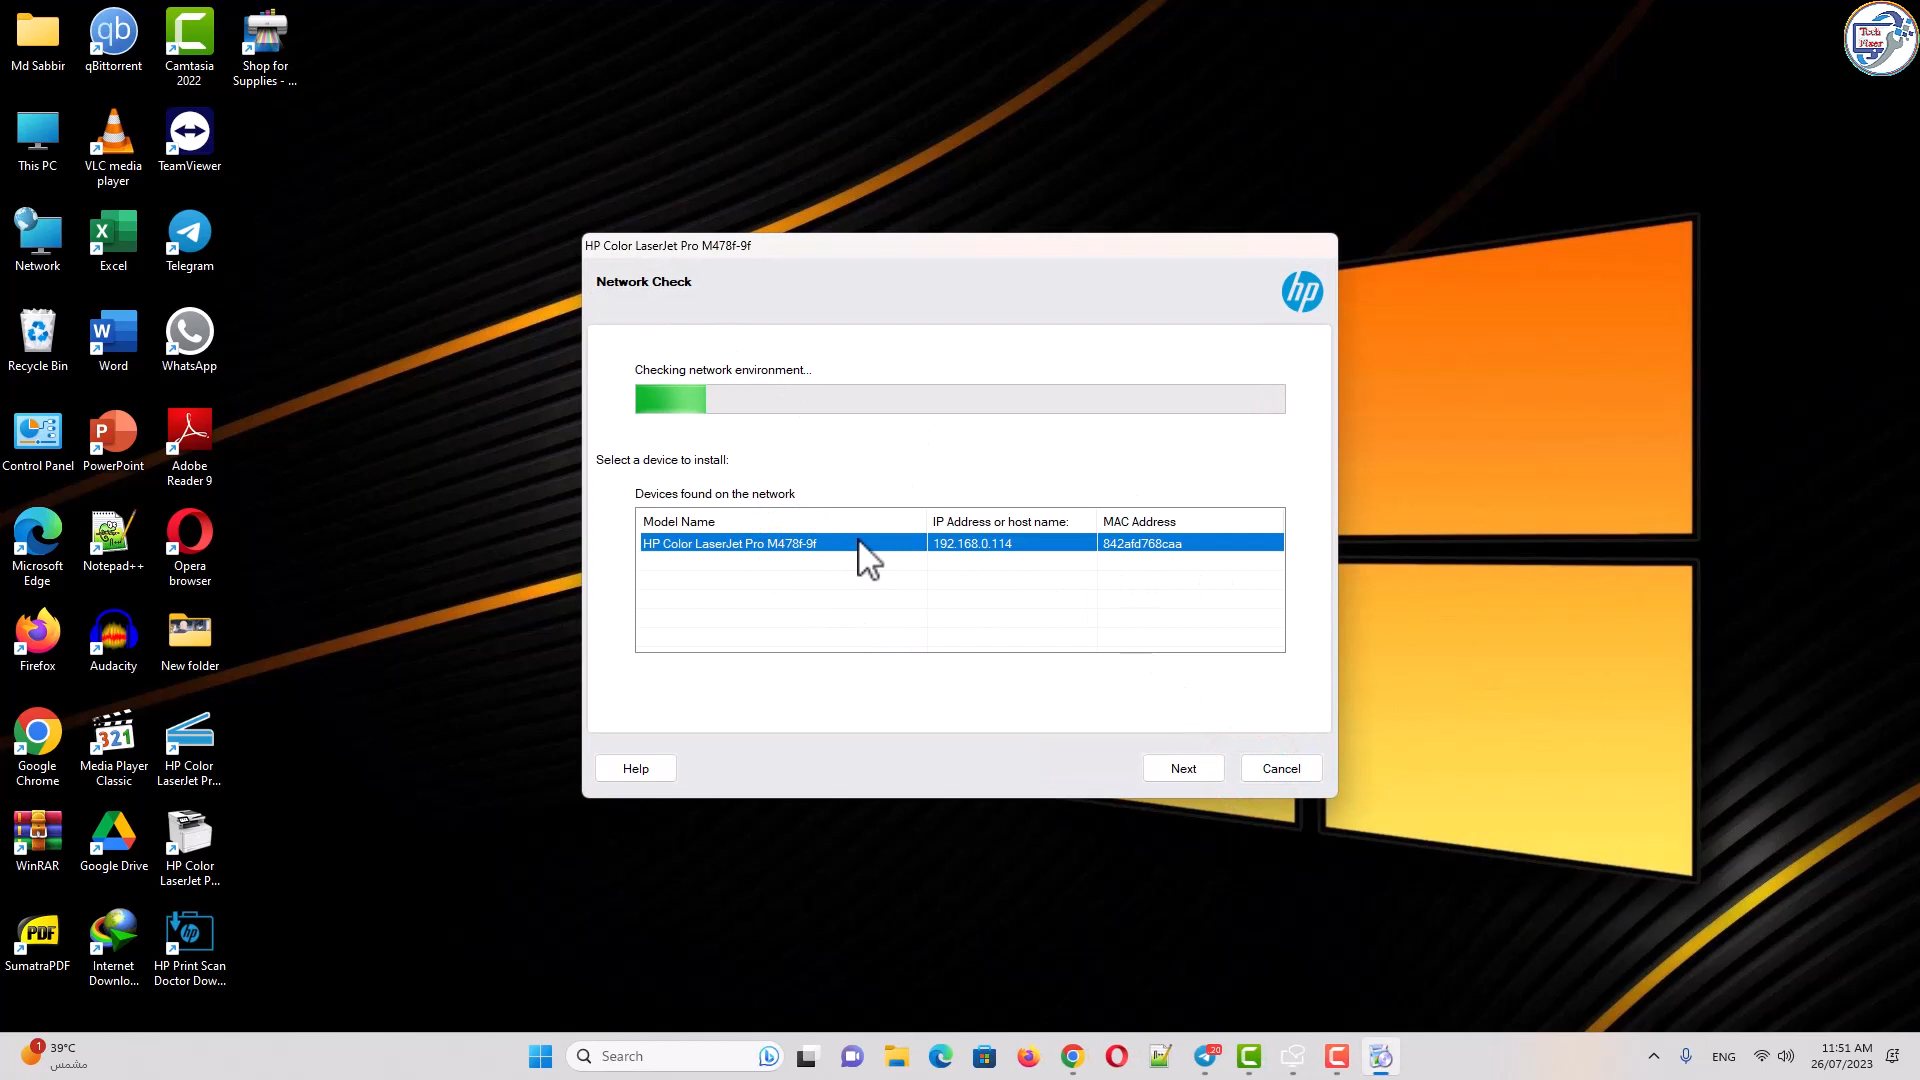 Md Sabbir
qBittorrent
Camtasia
2022
Shop for
Supplies - ...
Tech
Fixer
This PC
VLC media
player
TeamViewer
Network
Excel
Telegram
Recycle Bin
Word
WhatsApp
Control Panel
PowerPoint
Adobe
Reader 9
Microsoft
Edge
Notepad++
Opera
browser
Firefox
Audacity
New folder
Google
Chrome
Media Player
Classic
HP Color
LaserJet Pr...
WinRAR
Google Drive
HP Color
LaserJet P...
SumatraPDF
Internet
Downlo...
HP Print Scan
Doctor Dow...
HP Color LaserJet Pro M478f-9f
Network Check
hp
Checking network environment...
Select a device to install:
Devices found on the network
Model Name IP Address or host name: MAC Address
HP Color LaserJet Pro M478f-9f 192.168.0.114 842afd768caa
Help Next Cancel
1 39°C
مشمس
Search
20
ENG
11:51 AM
26/07/2023